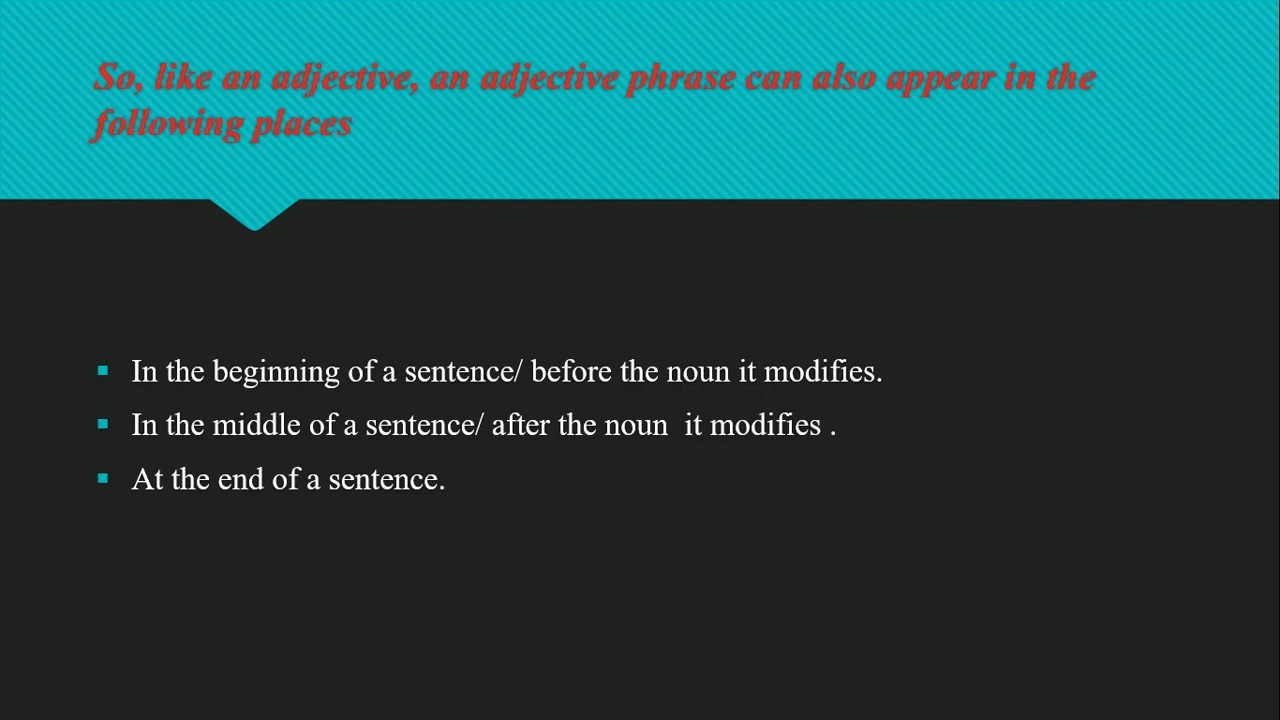 So, like an adjective, an adjective phrase can also appear in the
following places
▪ In the beginning of a sentence/ before the noun it modifies.
▪ In the middle of a sentence/ after the noun  it modifies .
▪ At the end of a sentence.